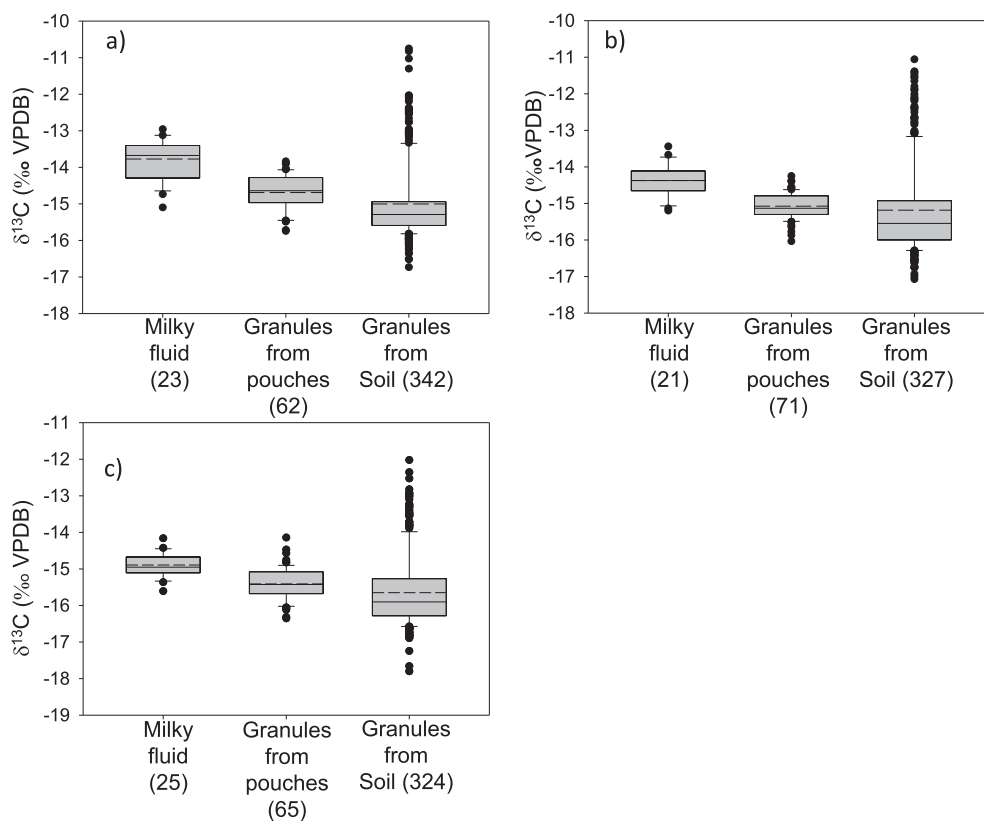 a)
δ13C (‰ VPDB)
-10
-11
-12
-13
-14
-15
-16
-17
-18
Milky
fluid
(23)
Granules
from
pouches
(62)
Granules
from
Soil (342)
b)
δ13C (‰VPDB)
-10
-11
-12
-13
-14
-15
-16
-17
-18
Milky
fluid
(21)
Granules
from
pouches
(71)
Granules
from
Soil (327)
c)
δ13C (‰ VPDB)
-11
-12
-13
-14
-15
-16
-17
-18
-19
Milky
fluid
(25)
Granules
from
pouches
(65)
Granules
from
Soil (324)